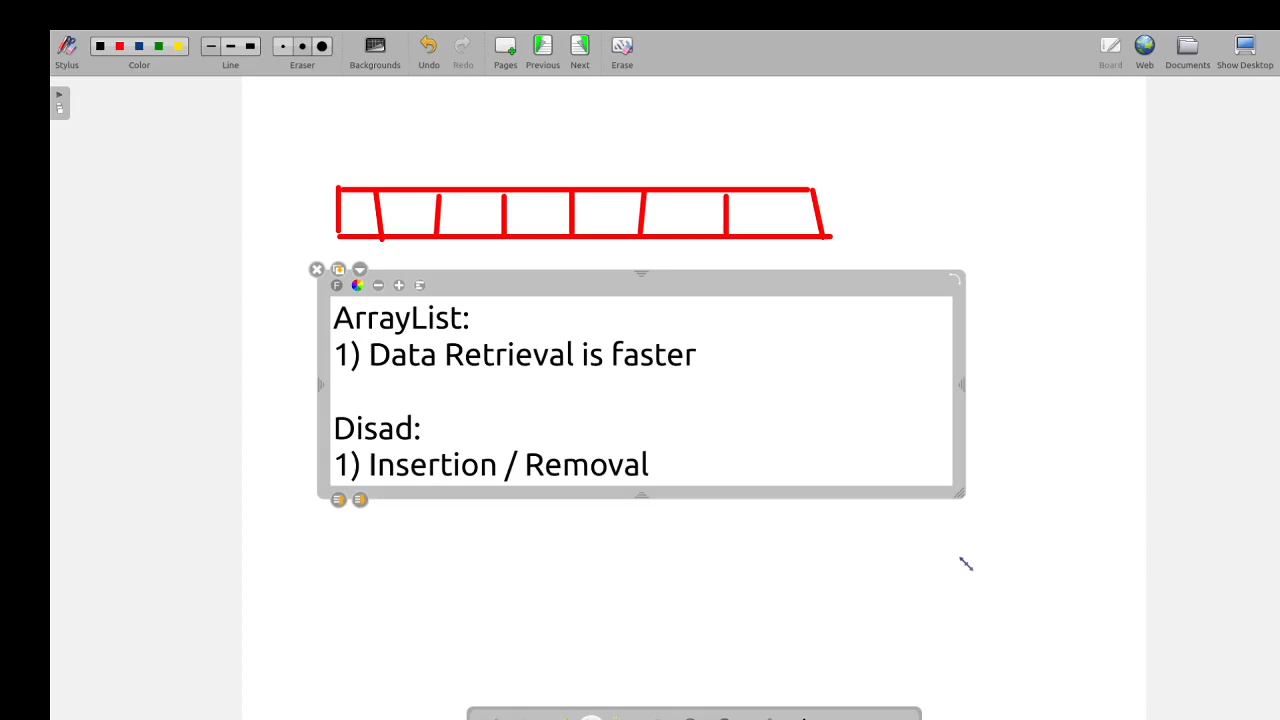 Stylus Color Line Eraser Backgrounds Undo Redo Pages Previous Next Erase Board Web Documents Show Desktop
ArrayList:
1) Data Retrieval is faster
Disad:
1) Insertion / Removal